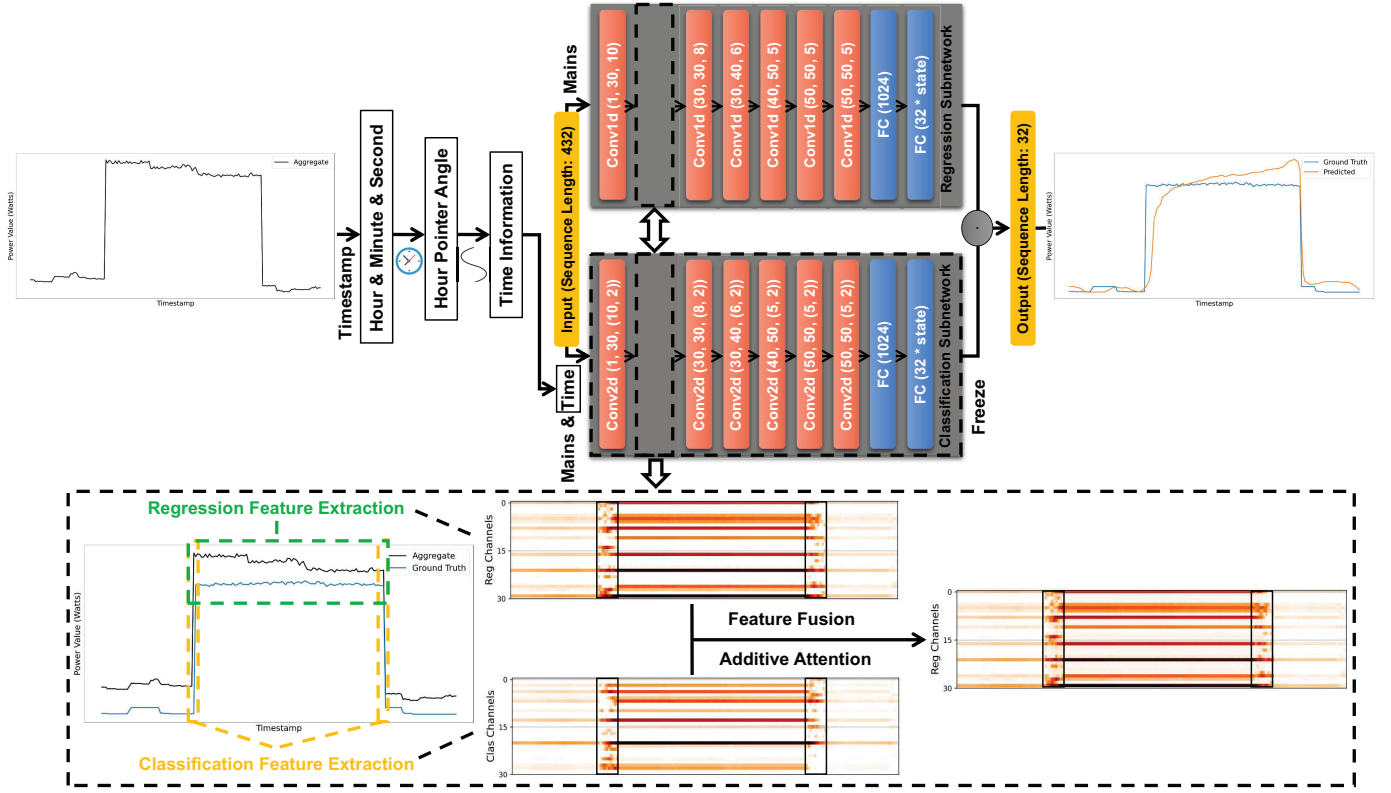 Aggregate
Power Value (Watts)
Timestamp
Timestamp
Hour & Minute & Second
Hour Pointer Angle
Time Information
Mains
Input (Sequence Length: 432)
Mains & Time
Conv1d (1, 30, 10)
Conv1d (30, 30, 8)
Conv1d (30, 40, 6)
Conv1d (40, 50, 5)
Conv1d (50, 50, 5)
Conv1d (50, 50, 5)
FC (1024)
FC (32 * state)
Regression Subnetwork
Conv2d (1, 30, (10, 2))
Conv2d (30, 30, (8, 2))
Conv2d (30, 40, (6, 2))
Conv2d (40, 50, (5, 2))
Conv2d (50, 50, (5, 2))
Conv2d (50, 50, (5, 2))
FC (1024)
FC (32 * state)
Classification Subnetwork
Freeze
Output (Sequence Length: 32)
Ground Truth
Predicted
Power Value (Watts)
Timestamp
Regression Feature Extraction
Aggregate
Ground Truth
Power Value (Watts)
Timestamp
Classification Feature Extraction
Reg Channels
0
15
30
Feature Fusion
Additive Attention
Clas Channels
0
15
30
Reg Channels
0
15
30